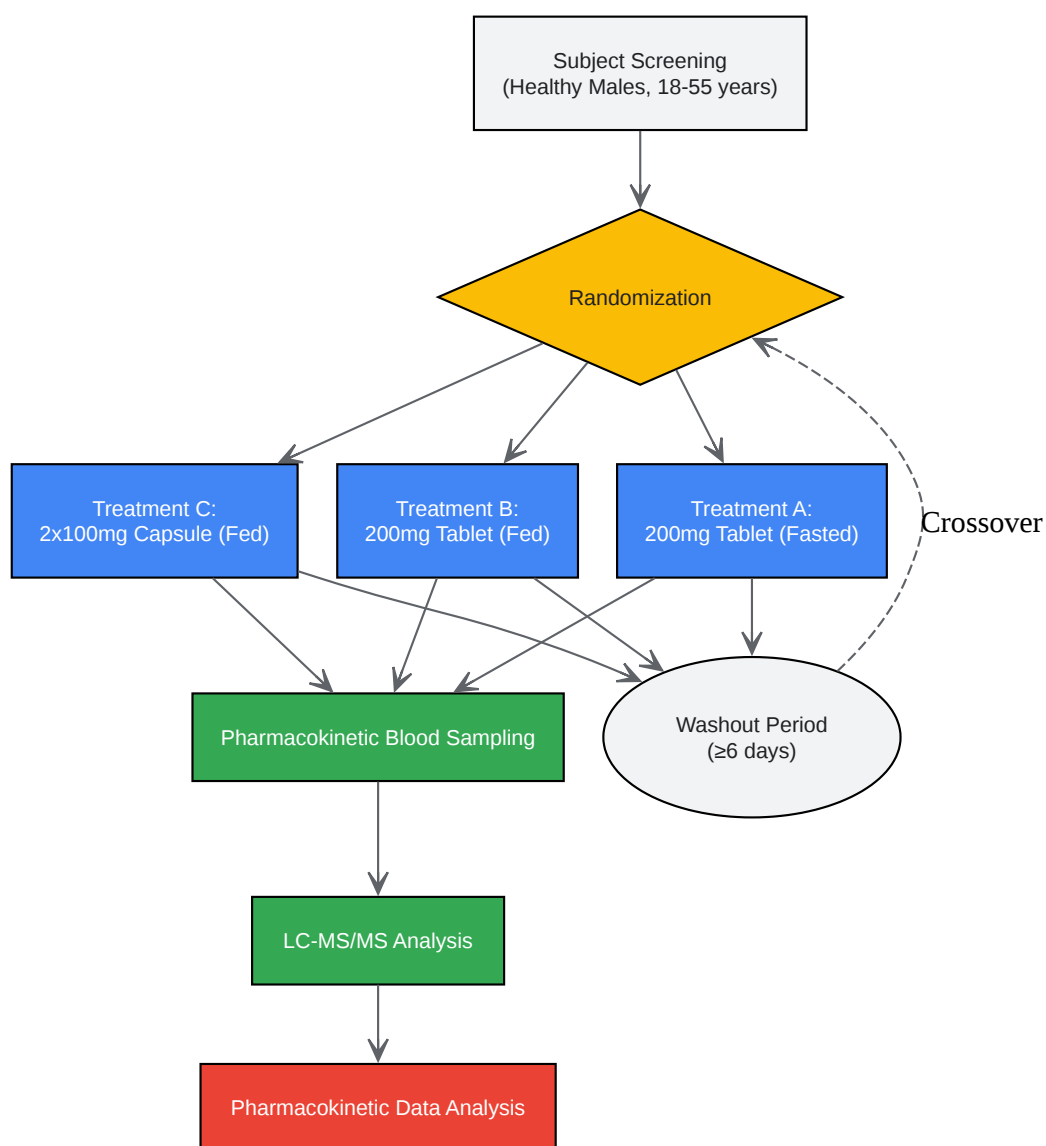 Subject Screening
(Healthy Males, 18-55 years)
Randomization
Treatment C:
2x100mg Capsule (Fed)
Treatment B:
200mg Tablet (Fed)
Treatment A:
200mg Tablet (Fasted)
Crossover
Pharmacokinetic Blood Sampling
Washout Period
(≥6 days)
LC-MS/MS Analysis
Pharmacokinetic Data Analysis